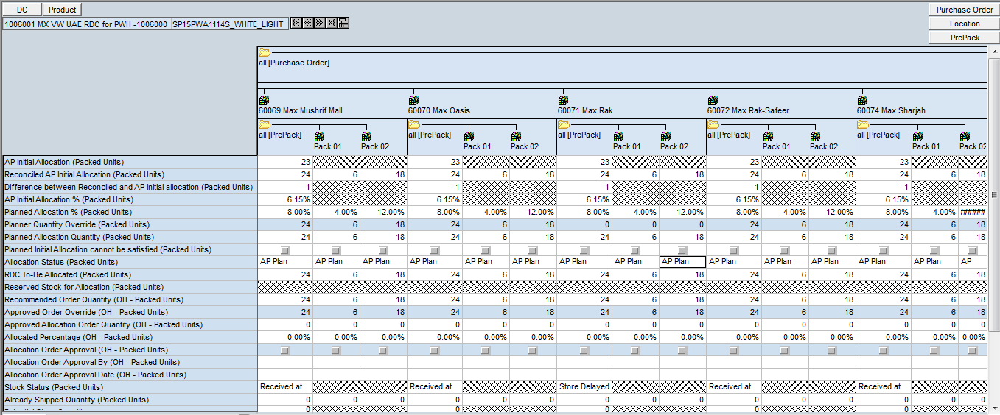 DC Product Purchase Order
1006001 MX VW UAE RDC for PWH -1006000 SP15PWA1114S_WHITE_LIGHT Location
PrePack
all [Purchase Order]
60069 Max Mushrif Mall 60070 Max Oasis 60071 Max Rak 60072 Max Rak-Safeer 60074 Max Sharjah
all [PrePack] Pack 01 Pack 02 all [PrePack] Pack 01 Pack 02 all [PrePack] Pack 01 Pack 02 all [PrePack] Pack 01 Pack 02 all [PrePack] Pack 01 Pack 02
AP Initial Allocation (Packed Units) 23 23 23 23 23
Reconciled AP Initial Allocation (Packed Units) 24 6 18 24 6 18 24 6 18 24 6 18 24 6 18
Difference between Reconciled and AP Initial allocation (Packed Units) -1 -1 -1 -1 -1
AP Initial Allocation % (Packed Units) 6.15% 6.15% 6.15% 6.15% 6.15%
Planned Allocation % (Packed Units) 8.00% 4.00% 12.00% 8.00% 4.00% 12.00% 8.00% 4.00% 12.00% 8.00% 4.00% 12.00% 8.00% 4.00% ######
Planner Quantity Override (Packed Units) 24 6 18 24 6 18 0 0 0 24 6 18 24 6 18
Planned Allocation Quantity (Packed Units) 24 6 18 24 6 18 24 6 18 24 6 18 24 6 18
Planned Initial Allocation cannot be satisfied (Packed Units)
Allocation Status (Packed Units) AP Plan AP Plan AP Plan AP Plan AP Plan AP Plan AP Plan AP Plan AP Plan AP Plan AP Plan AP Plan AP Plan AP Plan AP
RDC To-Be Allocated (Packed Units) 24 6 18 24 6 18 24 6 18 24 6 18 24 6 18
Reserved Stock for Allocation (Packed Units)
Recommended Order Quantity (OH - Packed Units) 24 6 18 24 6 18 24 6 18 24 6 18 24 6 18
Approved Order Override (OH - Packed Units) 24 6 18 24 6 18 24 6 18 24 6 18 24 6 18
Approved Allocation Order Quantity (OH - Packed Units) 0 0 0 0 0 0 0 0 0 0 0 0 0 0 0
Allocated Percentage (OH - Packed Units) 0.00% 0.00% 0.00% 0.00% 0.00% 0.00% 0.00% 0.00% 0.00% 0.00% 0.00% 0.00% 0.00% 0.00% 0.00%
Allocation Order Approval (OH - Packed Units)
Allocation Order Approval By (OH - Packed Units)
Allocation Order Approval Date (OH - Packed Units)
Stock Status (Packed Units) Received at Received at Store Delayed Received at Received at
Already Shipped Quantity (Packed Units) 0 0 0 0 0 0 0 0 0 0 0 0 0 0 0
0 0 0 0 0